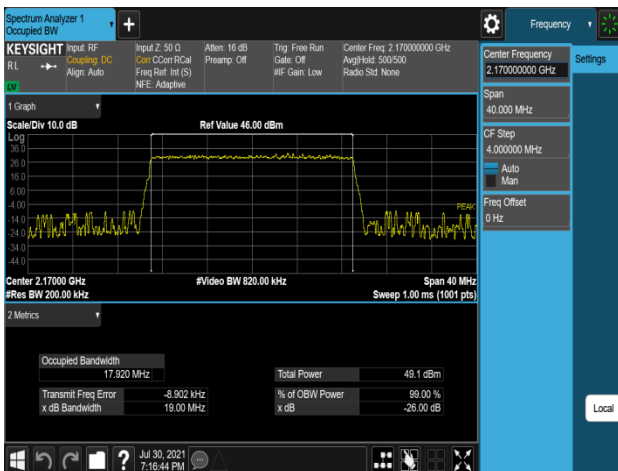 Spectrum Analyzer 1
Occupied BW
Frequency
KEYSIGHT
RL
Input: RF
Coupling: DC
Align: Auto
Input Z: 50 Ω
Corr CCorr RCal
Freq Ref: Int (S)
NFE: Adaptive
Atten: 16 dB
Preamp: Off
Trig: Free Run
Gate: Off
#IF Gain: Low
Center Freq: 2.170000000 GHz
Avg|Hold: 500/500
Radio Std: None
1 Graph
Scale/Div 10.0 dB
Ref Value 46.00 dBm
Log
36.0
26.0
16.0
6.00
-4.00
-14.0
-24.0
-34.0
-44.0
PEAK
Center 2.17000 GHz
#Video BW 820.00 kHz
Span 40 MHz
#Res BW 200.00 kHz
Sweep 1.00 ms (1001 pts)
2 Metrics
Occupied Bandwidth
17.920 MHz
Total Power
49.1 dBm
Transmit Freq Error
-8.902 kHz
% of OBW Power
99.00 %
x dB Bandwidth
19.00 MHz
x dB
-26.00 dB
Center Frequency
2.170000000 GHz
Settings
Span
40.000 MHz
CF Step
4.000000 MHz
Auto
Man
Freq Offset
0 Hz
Local
?
Jul 30, 2021
7:16:44 PM